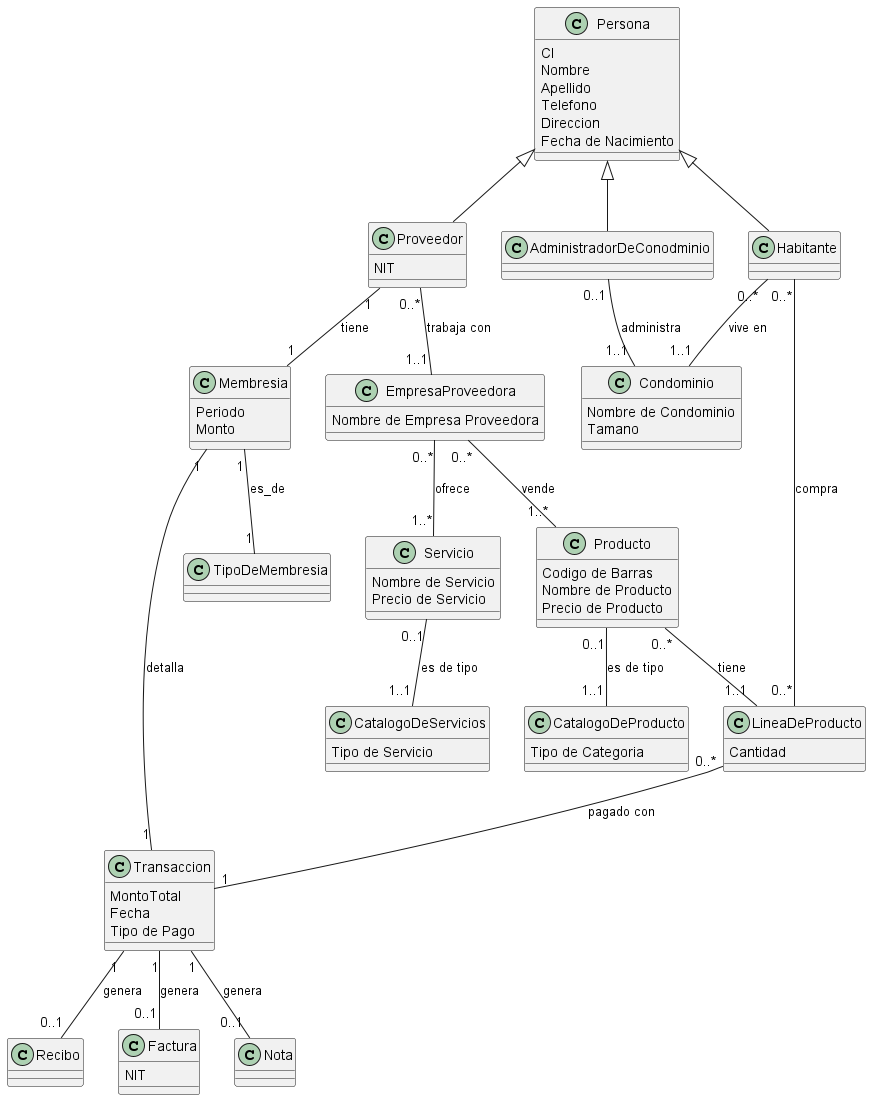 C Persona
CI
Nombre
Apellido
Telefono
Direccion
Fecha de Nacimiento
C Proveedor
NIT
C AdministradorDeConodminio
C Habitante
1
0..*
0..1
0..*
0..*
tiene
trabaja con
administra
vive en
1
1..1
1..1
1..1
C Membresia
Periodo
Monto
C EmpresaProveedora
Nombre de Empresa Proveedora
C Condominio
Nombre de Condominio
Tamano
1
1
0..*
0..*
es_de
ofrece
vende
compra
1
1..*
1..*
C TipoDeMembresia
C Servicio
Nombre de Servicio
Precio de Servicio
C Producto
Codigo de Barras
Nombre de Producto
Precio de Producto
0..1
0..1
0..*
detalla
es de tipo
es de tipo
tiene
1..1
1..1
1..1
0..*
C CatalogoDeServicios
Tipo de Servicio
C CatalogoDeProducto
Tipo de Categoria
C LineaDeProducto
Cantidad
0..*
pagado con
1
1
C Transaccion
MontoTotal
Fecha
Tipo de Pago
1
1
1
genera
genera
genera
0..1
0..1
0..1
C Recibo
C Factura
NIT
C Nota